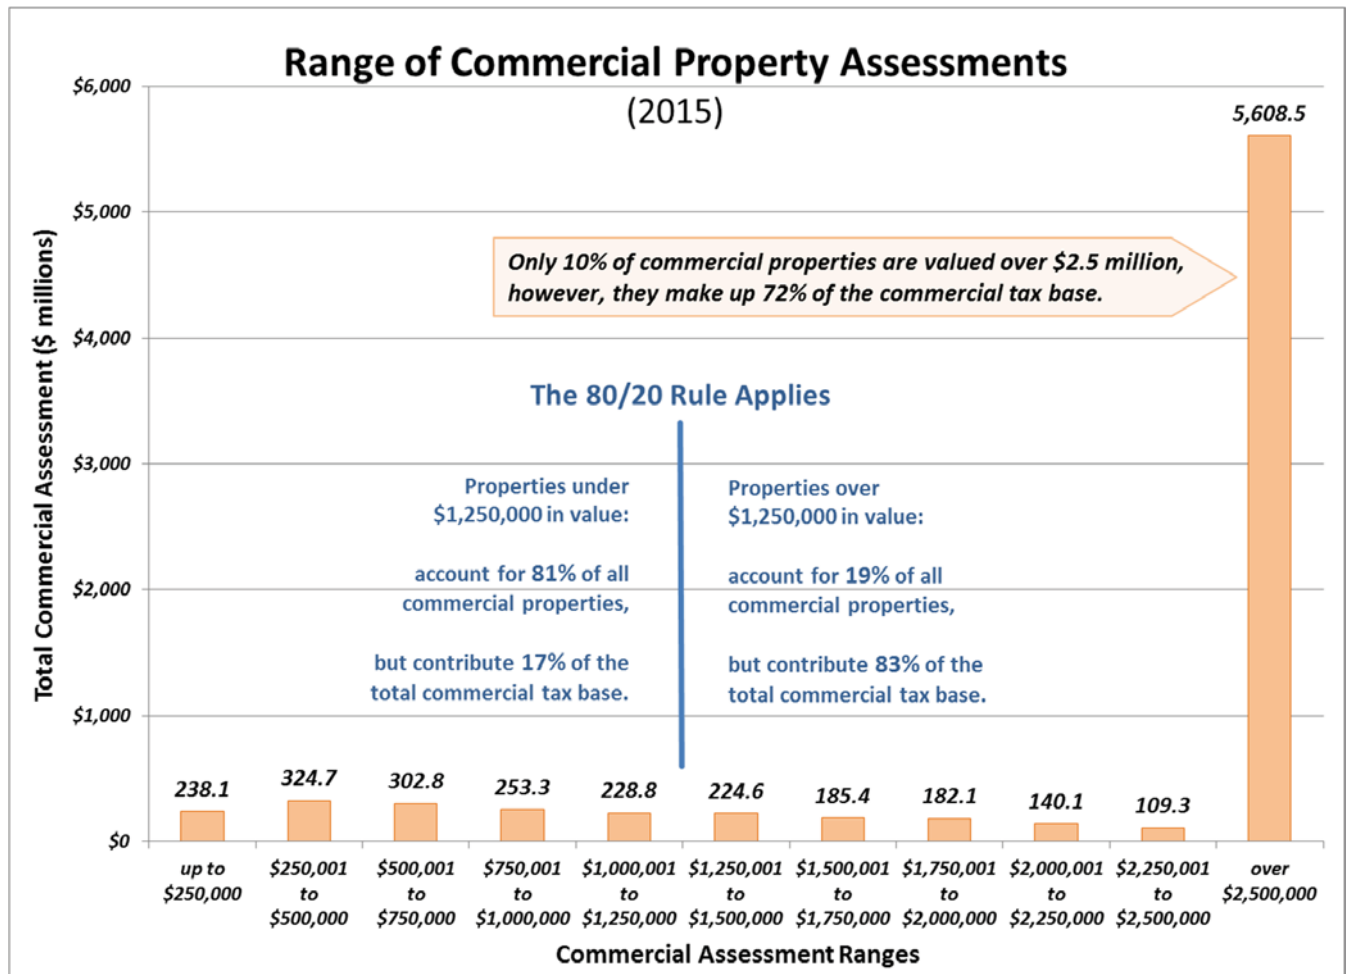 Range of Commercial Property Assessments
(2015)
Total Commercial Assessment ($ millions)
$6,000
$5,000
$4,000
$3,000
$2,000
$1,000
$0
5,608.5
Only 10% of commercial properties are valued over $2.5 million,
however, they make up 72% of the commercial tax base.
The 80/20 Rule Applies
Properties under
$1,250,000 in value:
account for 81% of all
commercial properties,
but contribute 17% of the
total commercial tax base.
Properties over
$1,250,000 in value:
account for 19% of all
commercial properties,
but contribute 83% of the
total commercial tax base.
238.1
324.7
302.8
253.3
228.8
224.6
185.4
182.1
140.1
109.3
up to
$250,000
$250,001
to
$500,000
$500,001
to
$750,000
$750,001
to
$1,000,000
$1,000,001
to
$1,250,000
$1,250,001
to
$1,500,000
$1,500,001
to
$1,750,000
$1,750,001
to
$2,000,000
$2,000,001
to
$2,250,000
$2,250,001
to
$2,500,000
over
$2,500,000
Commercial Assessment Ranges